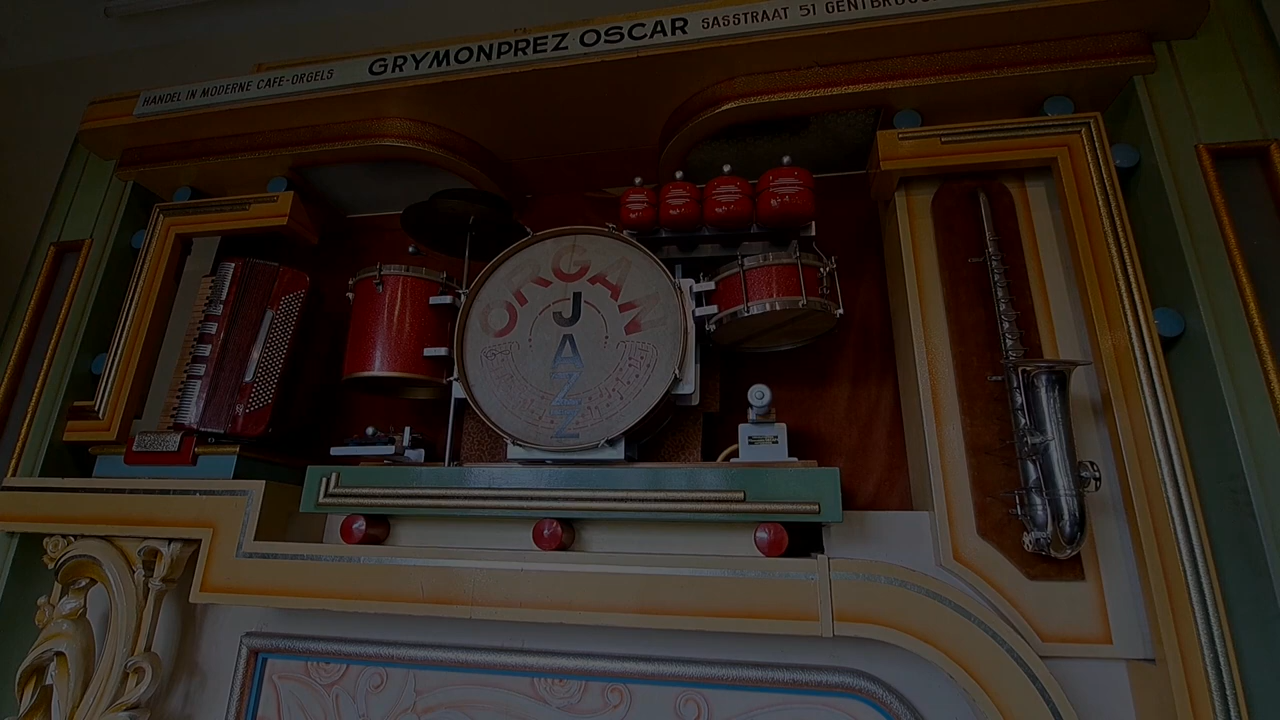 HANDEL IN MODERNE CAFE-ORGELS GRYMONPREZ OSCAR SASSTRAAT 51
ORGAN
JAZZ